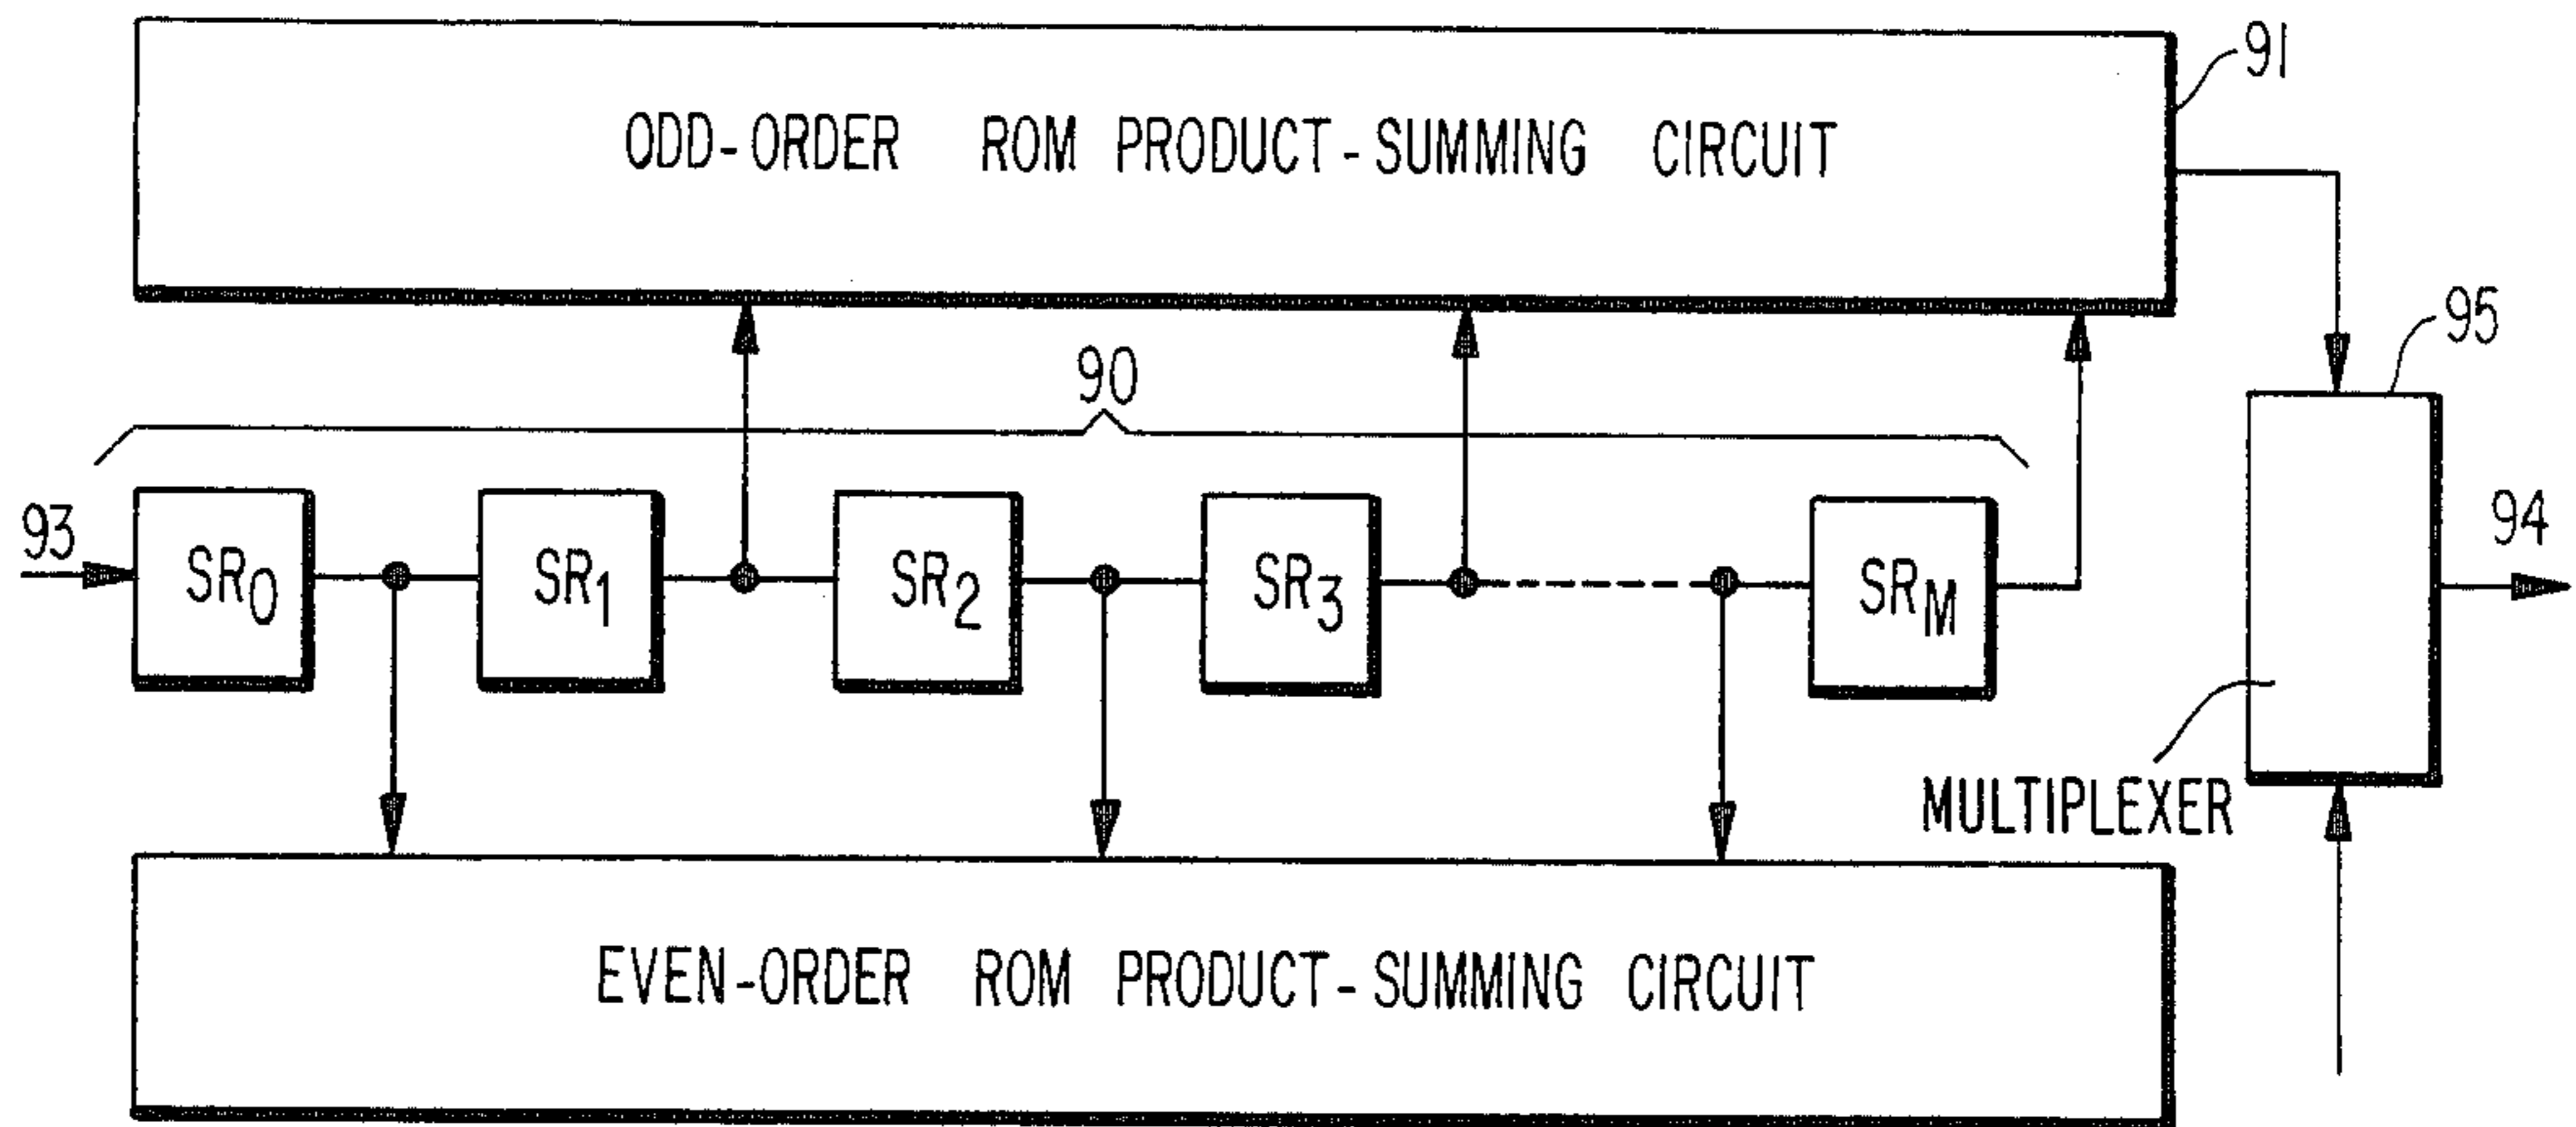 91
ODD-ORDER ROM PRODUCT-SUMMING CIRCUIT
95
90
93
SR0
SR1
SR2
SR3
SRM
94
MULTIPLEXER
EVEN-ORDER ROM PRODUCT-SUMMING CIRCUIT